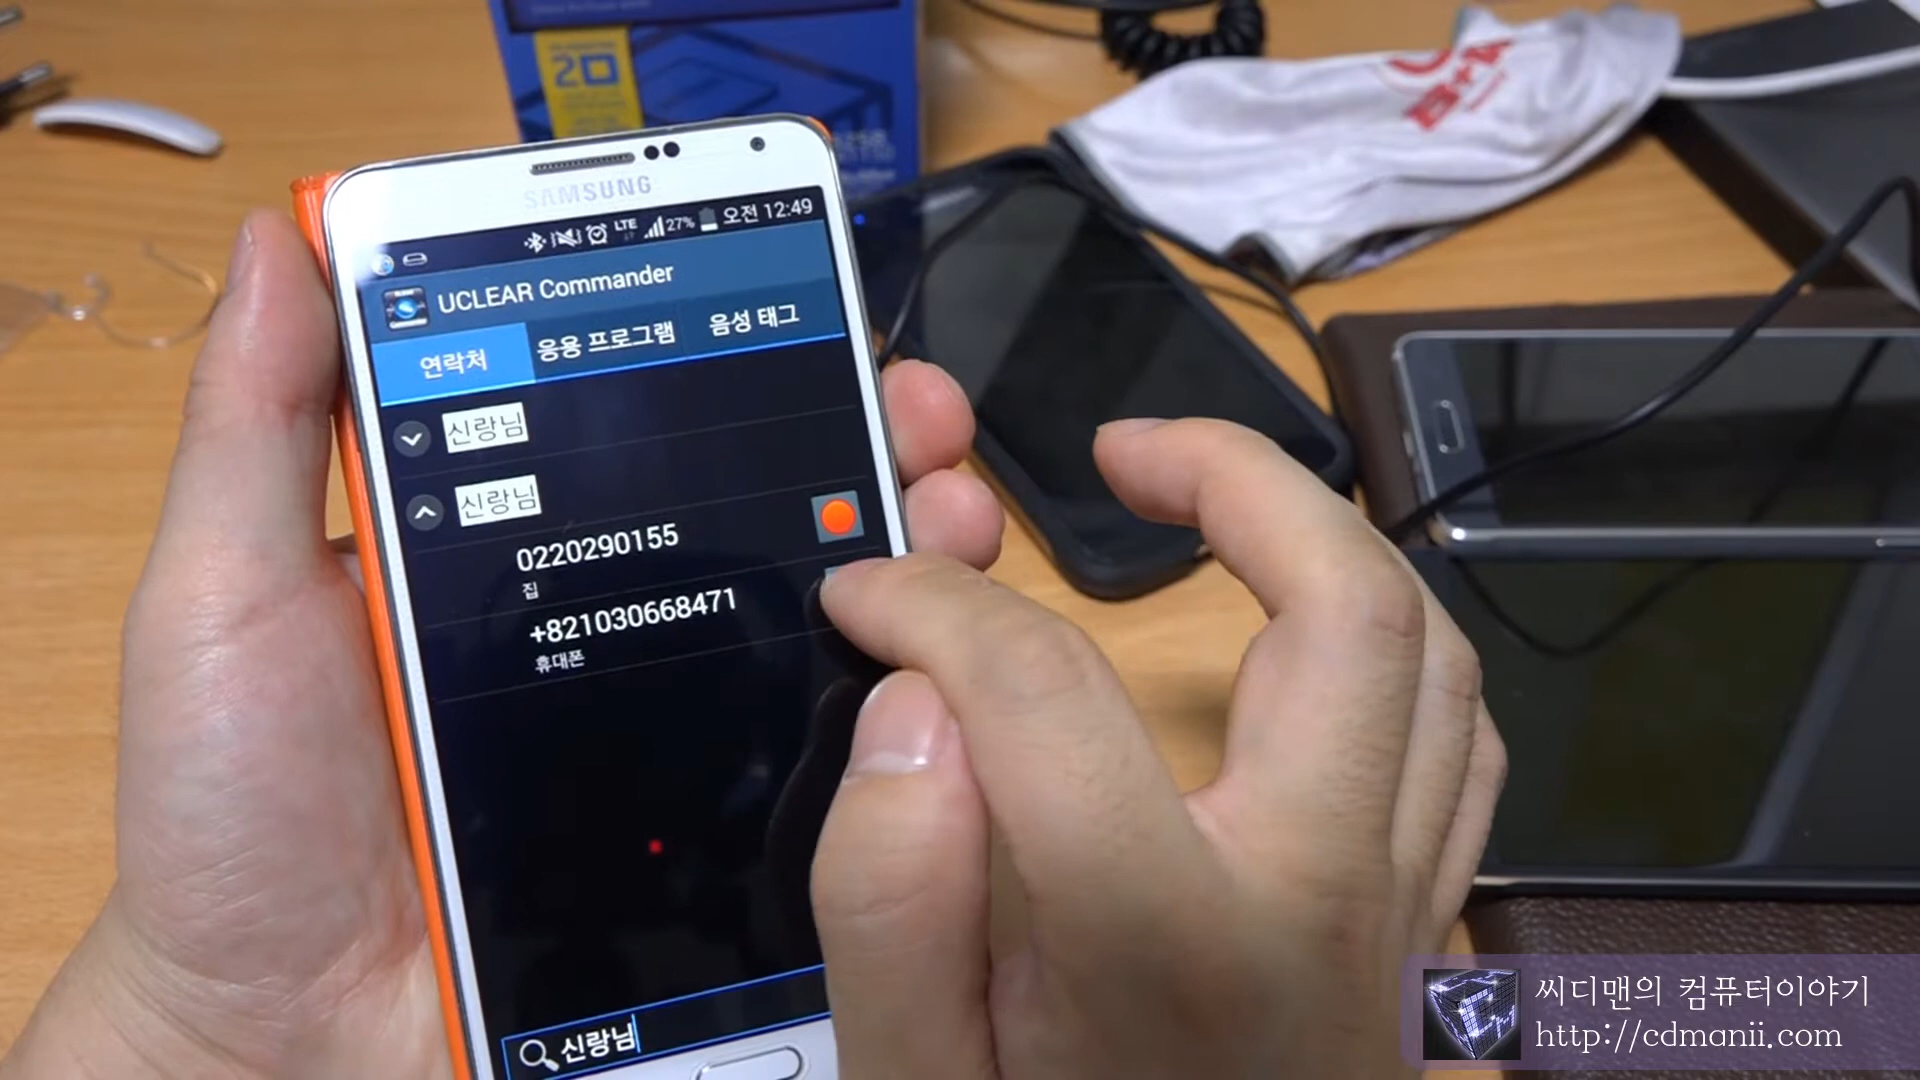 2D
B+A
SAMSUNG
LTE 27% 오전 12:49
UCLEAR Commander
연락처 응용 프로그램 음성 태그
신랑님
신랑님
0220290155
집
+821030668471
휴대폰
신랑님
씨디맨의 컴퓨터이야기
http://cdmanii.com